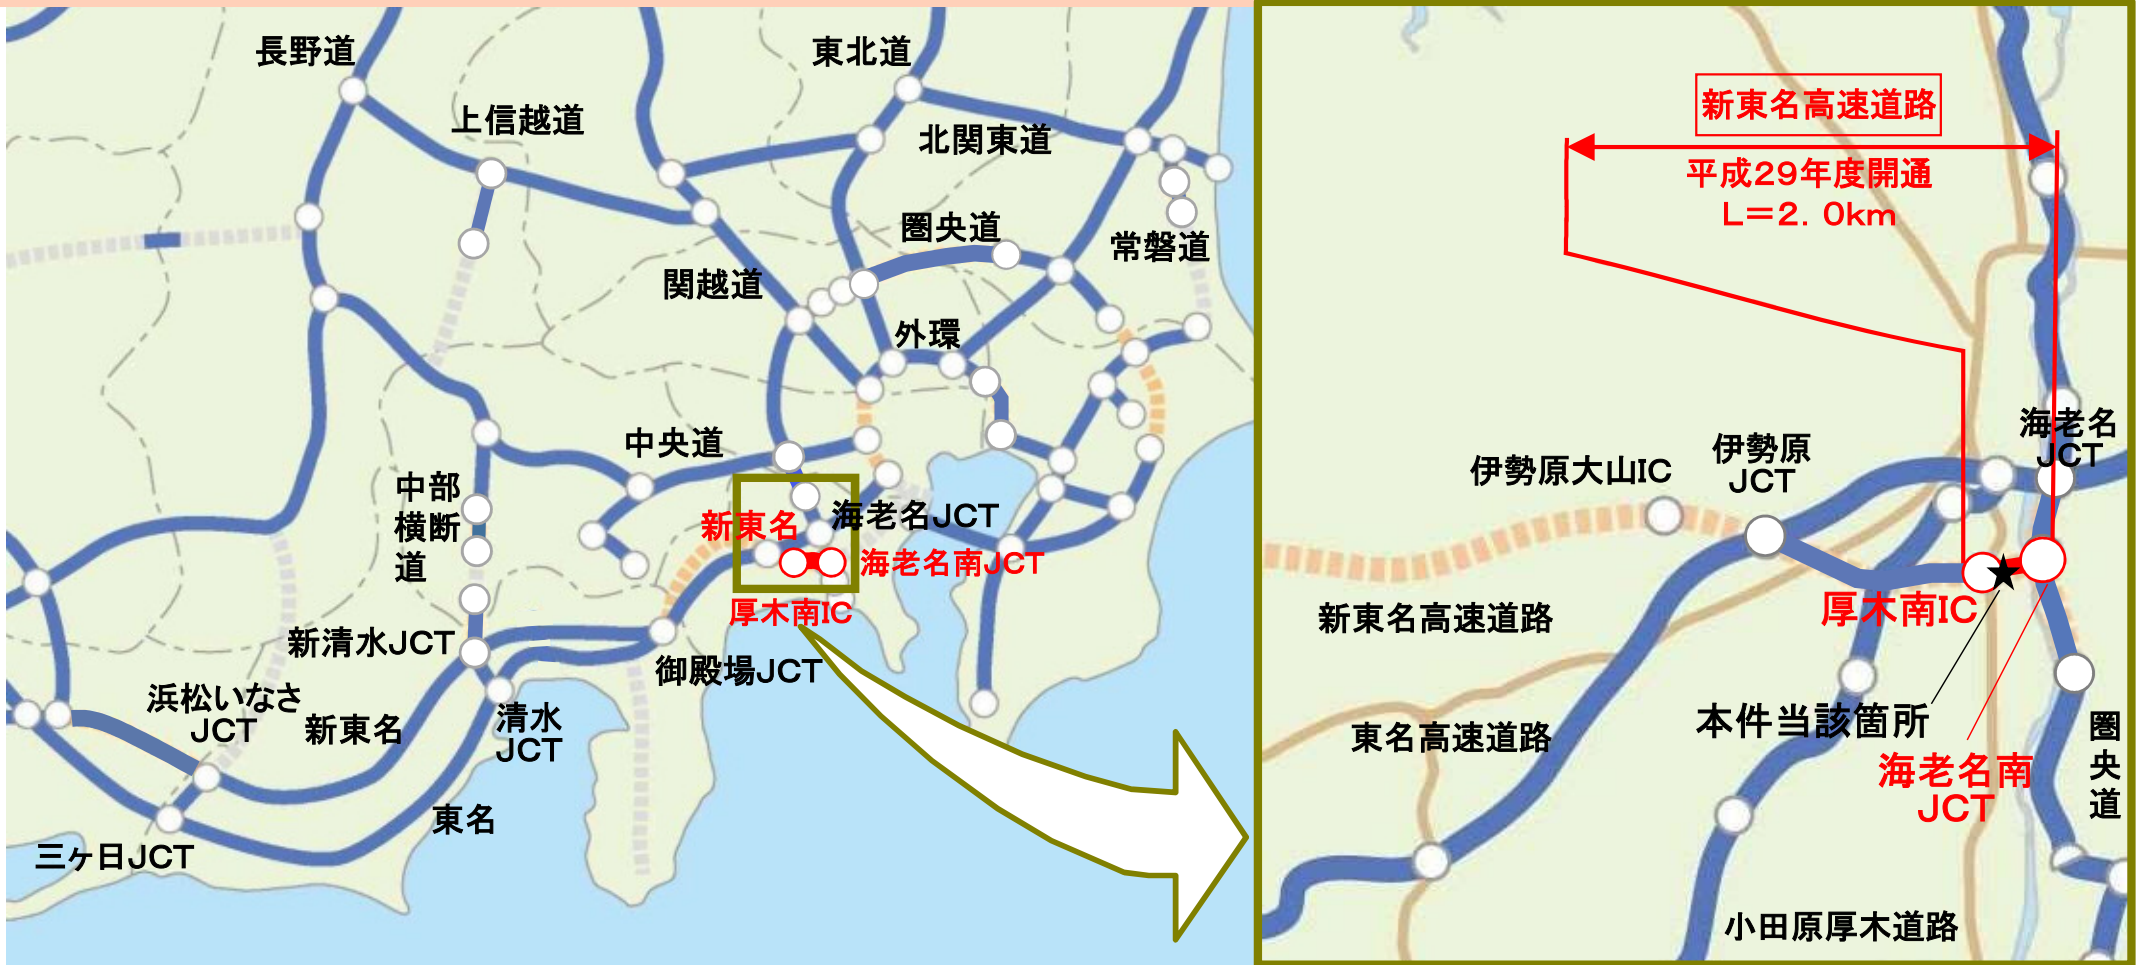 長野道
東北道
上信越道
北関東道
圏央道
常磐道
関越道
外環
中央道
中部
横断
道
新東名
海老名JCT
海老名南JCT
厚木南IC
新清水JCT
御殿場JCT
浜松いなさ
JCT
新東名
清水
JCT
東名
三ヶ日JCT
新東名高速道路
平成29年度開通
L=2.0km
海老名
JCT
伊勢原
JCT
伊勢原大山IC
新東名高速道路
厚木南IC
東名高速道路
本件当該箇所
海老名南
JCT
圏
央
道
小田原厚木道路